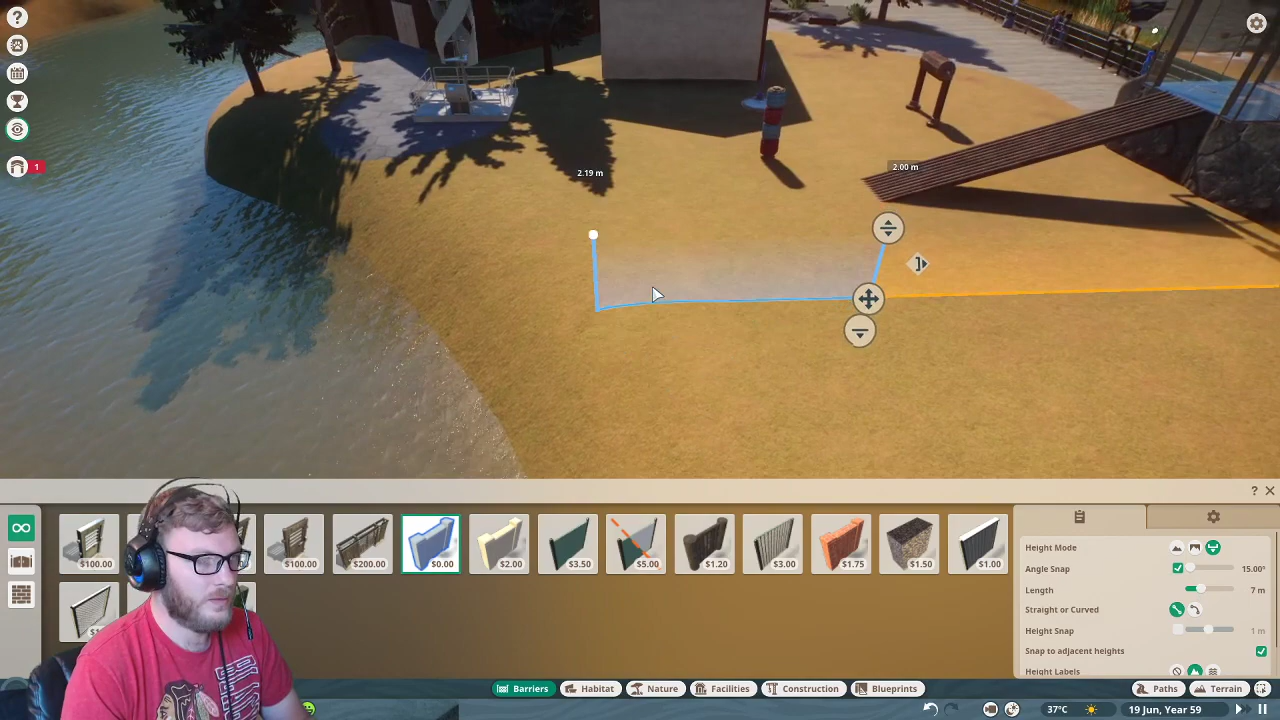 ?
1
2.19 m
2.00 m
?
$100.00
$100.00
$200.00
$0.00
$2.00
$3.50
$5.00
$1.20
$3.00
$1.75
$1.50
$1.00
Height Mode
Angle Snap 15.00°
Length 7 m
Straight or Curved
Height Snap 1 m
Snap to adjacent heights
Height Labels
Barriers
Habitat
Nature
Facilities
Construction
Blueprints
Paths
Terrain
37°C
19 Jun, Year 59